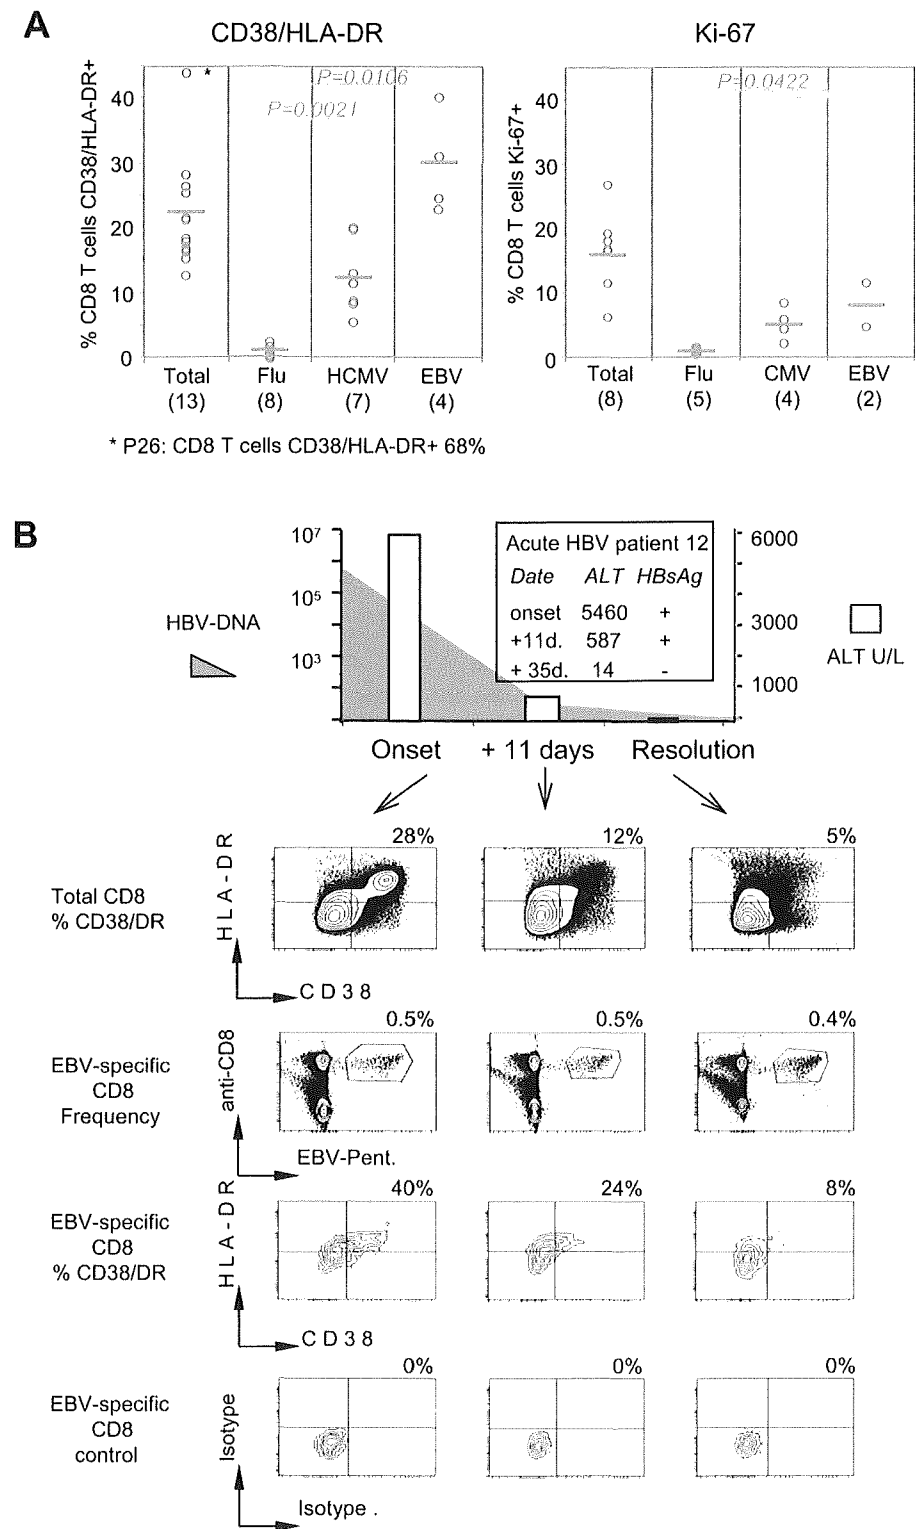 A
CD38/HLA-DR
Ki-67
% CD8 T cells CD38/HLA-DR+
40
30
20
10
0
*
P=0.0106
P=0.0021
Total
(13)
Flu
(8)
HCMV
(7)
EBV
(4)
% CD8 T cells Ki-67+
40
30
20
10
0
P=0.0422
Total
(8)
Flu
(5)
CMV
(4)
EBV
(2)
* P26: CD8 T cells CD38/HLA-DR+ 68%
B
HBV-DNA
10⁷
10⁵
10³
Acute HBV patient 12
Date ALT HBsAg
onset 5460 +
+11d. 587 +
+ 35d. 14 -
6000
3000
1000
ALT U/L
Onset + 11 days Resolution
Total CD8
% CD38/DR
HLA-DR
28% 12% 5%
CD38
EBV-specific
CD8
Frequency
anti-CD8
0.5% 0.5% 0.4%
EBV-Pent.
EBV-specific
CD8
% CD38/DR
HLA-DR
40% 24% 8%
CD38
EBV-specific
CD8
control
Isotype
0% 0% 0%
Isotype .